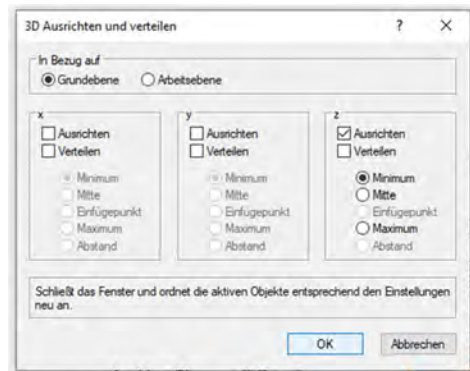 3D Ausrichten und verteilen ? X
In Bezug auf
Grundebene Arbeitsebene
x y z
Ausrichten Ausrichten Ausrichten
Verteilen Verteilen Verteilen
Minimum Minimum Minimum
Mitte Mitte Mitte
Einfügepunkt Einfügepunkt Einfügepunkt
Maximum Maximum Maximum
Abstand Abstand Abstand
Schließt das Fenster und ordnet die aktiven Objekte entsprechend den Einstellungen
neu an.
OK Abbrechen